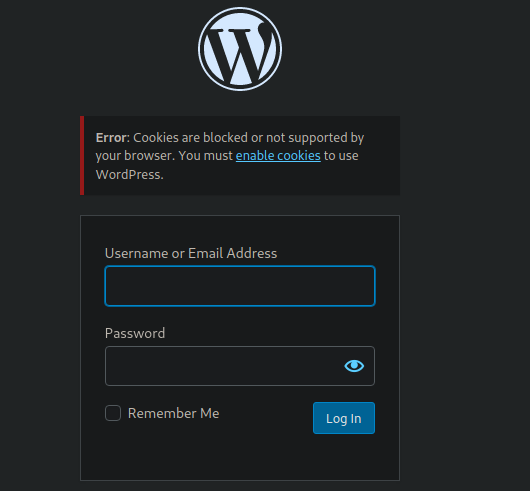 Error: Cookies are blocked or not supported by
your browser. You must enable cookies to use
WordPress.
Username or Email Address
Password
Remember Me
Log In